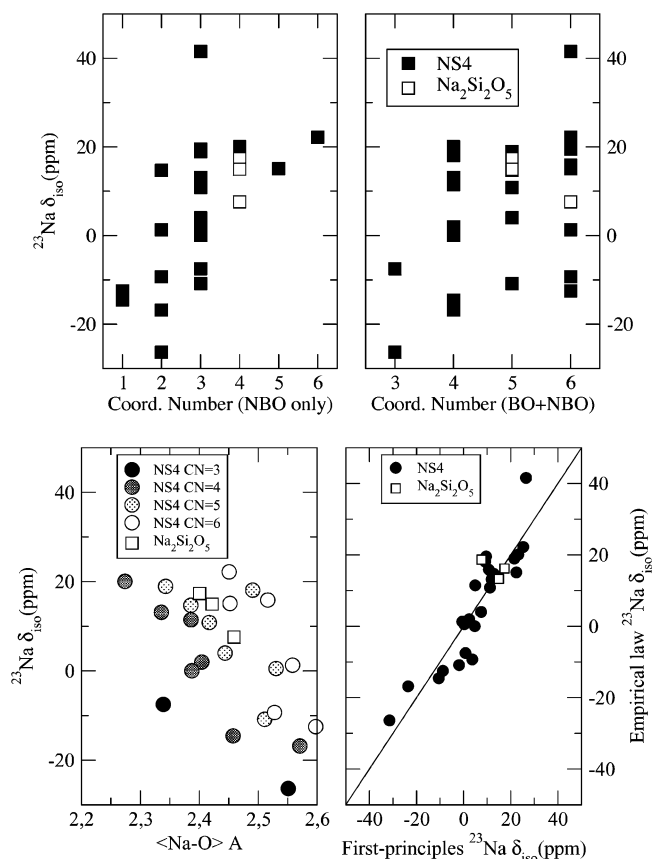 40
20
0
-20
²³Na δiso(ppm)
1 2 3 4 5 6
Coord. Number (NBO only)
NS4
Na₂Si₂O₅
40
20
0
-20
3 4 5 6
Coord. Number (BO+NBO)
NS4 CN=3
NS4 CN=4
NS4 CN=5
NS4 CN=6
Na₂Si₂O₅
40
20
0
-20
²³Na δiso(ppm)
2,2 2,3 2,4 2,5 2,6
<Na-O> A
NS4
Na₂Si₂O₅
40
20
0
-20
-40
Empirical law ²³Na δiso(ppm)
-40 -20 0 20 40
First-principles ²³Na δiso(ppm)